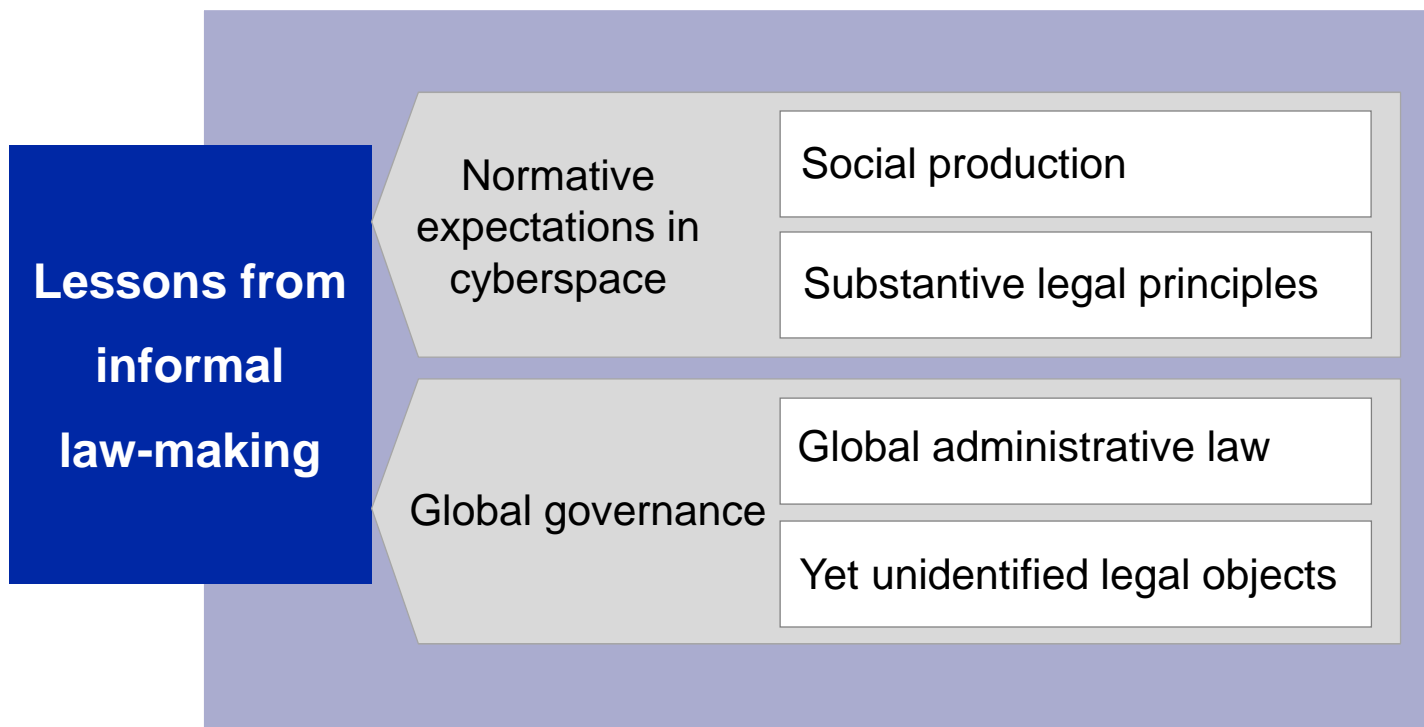 Lessons from
informal
law-making
Normative
expectations in
cyberspace
Social production
Substantive legal principles
Global governance
Global administrative law
Yet unidentified legal objects